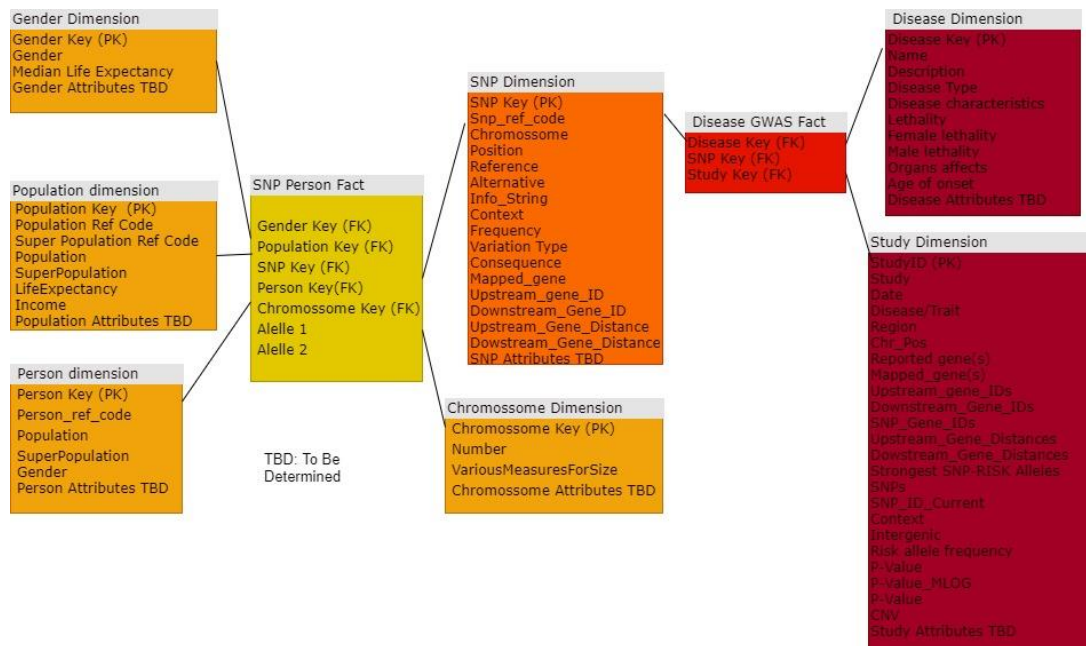 Gender Dimension
Gender Key (PK)
Gender
Median Life Expectancy
Gender Attributes TBD
Population dimension
Population Key (PK)
Population Ref Code
Super Population Ref Code
Population
SuperPopulation
LifeExpectancy
Income
Population Attributes TBD
Person dimension
Person Key (PK)
Person_ref_code
Population
SuperPopulation
Gender
Person Attributes TBD
SNP Person Fact
Gender Key (FK)
Population Key (FK)
SNP Key (FK)
Person Key(FK)
Chromossome Key (FK)
Alelle 1
Alelle 2
TBD: To Be
Determined
SNP Dimension
SNP Key (PK)
Snp_ref_code
Chromossome
Position
Reference
Alternative
Info_String
Context
Frequency
Variation Type
Consequence
Mapped_gene
Upstream_gene_ID
Downstream_Gene_ID
Upstream_Gene_Distance
Dowstream_Gene_Distance
SNP Attributes TBD
Chromossome Dimension
Chromossome Key (PK)
Number
VariousMeasuresForSize
Chromossome Attributes TBD
Disease GWAS Fact
Disease Key (FK)
SNP Key (FK)
Study Key (FK)
Disease Dimension
Disease Key (PK)
Name
Description
Disease Type
Disease characteristics
Lethality
Female lethality
Male lethality
Organs affects
Age of onset
Disease Attributes TBD
Study Dimension
StudyID (PK)
Study
Date
Disease/Trait
Region
Chr_Pos
Reported gene(s)
Mapped_gene(s)
Upstream_gene_IDs
Downstream_Gene_IDs
SNP_Gene_IDs
Upstream_Gene_Distances
Dowstream_Gene_Distances
Strongest SNP-RISK Alleles
SNPs
SNP_ID_Current
Context
Intergenic
Risk allele frequency
P-Value
P-Value_MLOG
P-Value
CNV
Study Attributes TBD